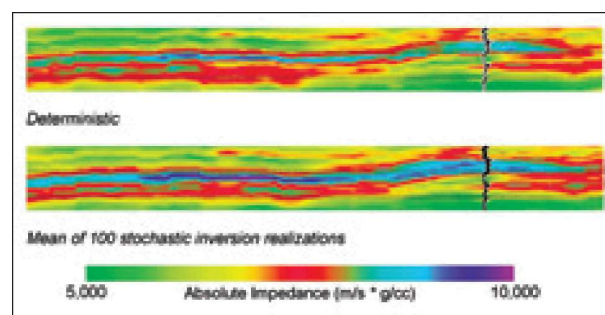 Deterministic
Mean of 100 stochastic inversion realizations
5,000 Absolute Impedance (m/s * g/cc) 10,000